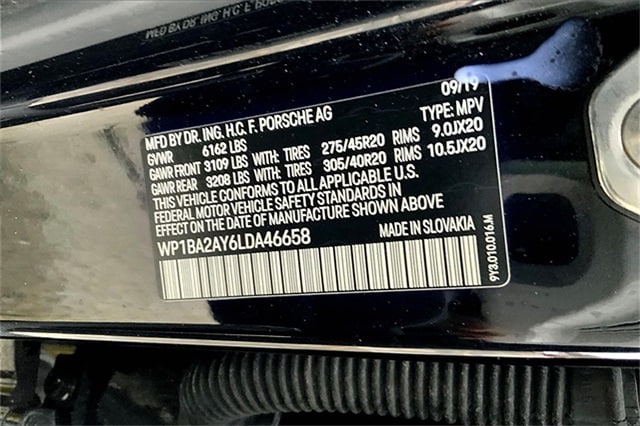 09/19
MFD BY DR. ING. H.C. F. PORSCHE AG TYPE: MPV
GVWR 6162 LBS
GAWR FRONT 3109 LBS WITH: TIRES 275/45R20 RIMS 9.0JX20
GAWR REAR 3208 LBS WITH: TIRES 305/40R20 RIMS 10.5JX20
THIS VEHICLE CONFORMS TO ALL APPLICABLE U.S.
FEDERAL MOTOR VEHICLE SAFETY STANDARDS IN
EFFECT ON THE DATE OF MANUFACTURE SHOWN ABOVE
WP1BA2AY6LDA46658 MADE IN SLOVAKIA
9Y3.010.016.M